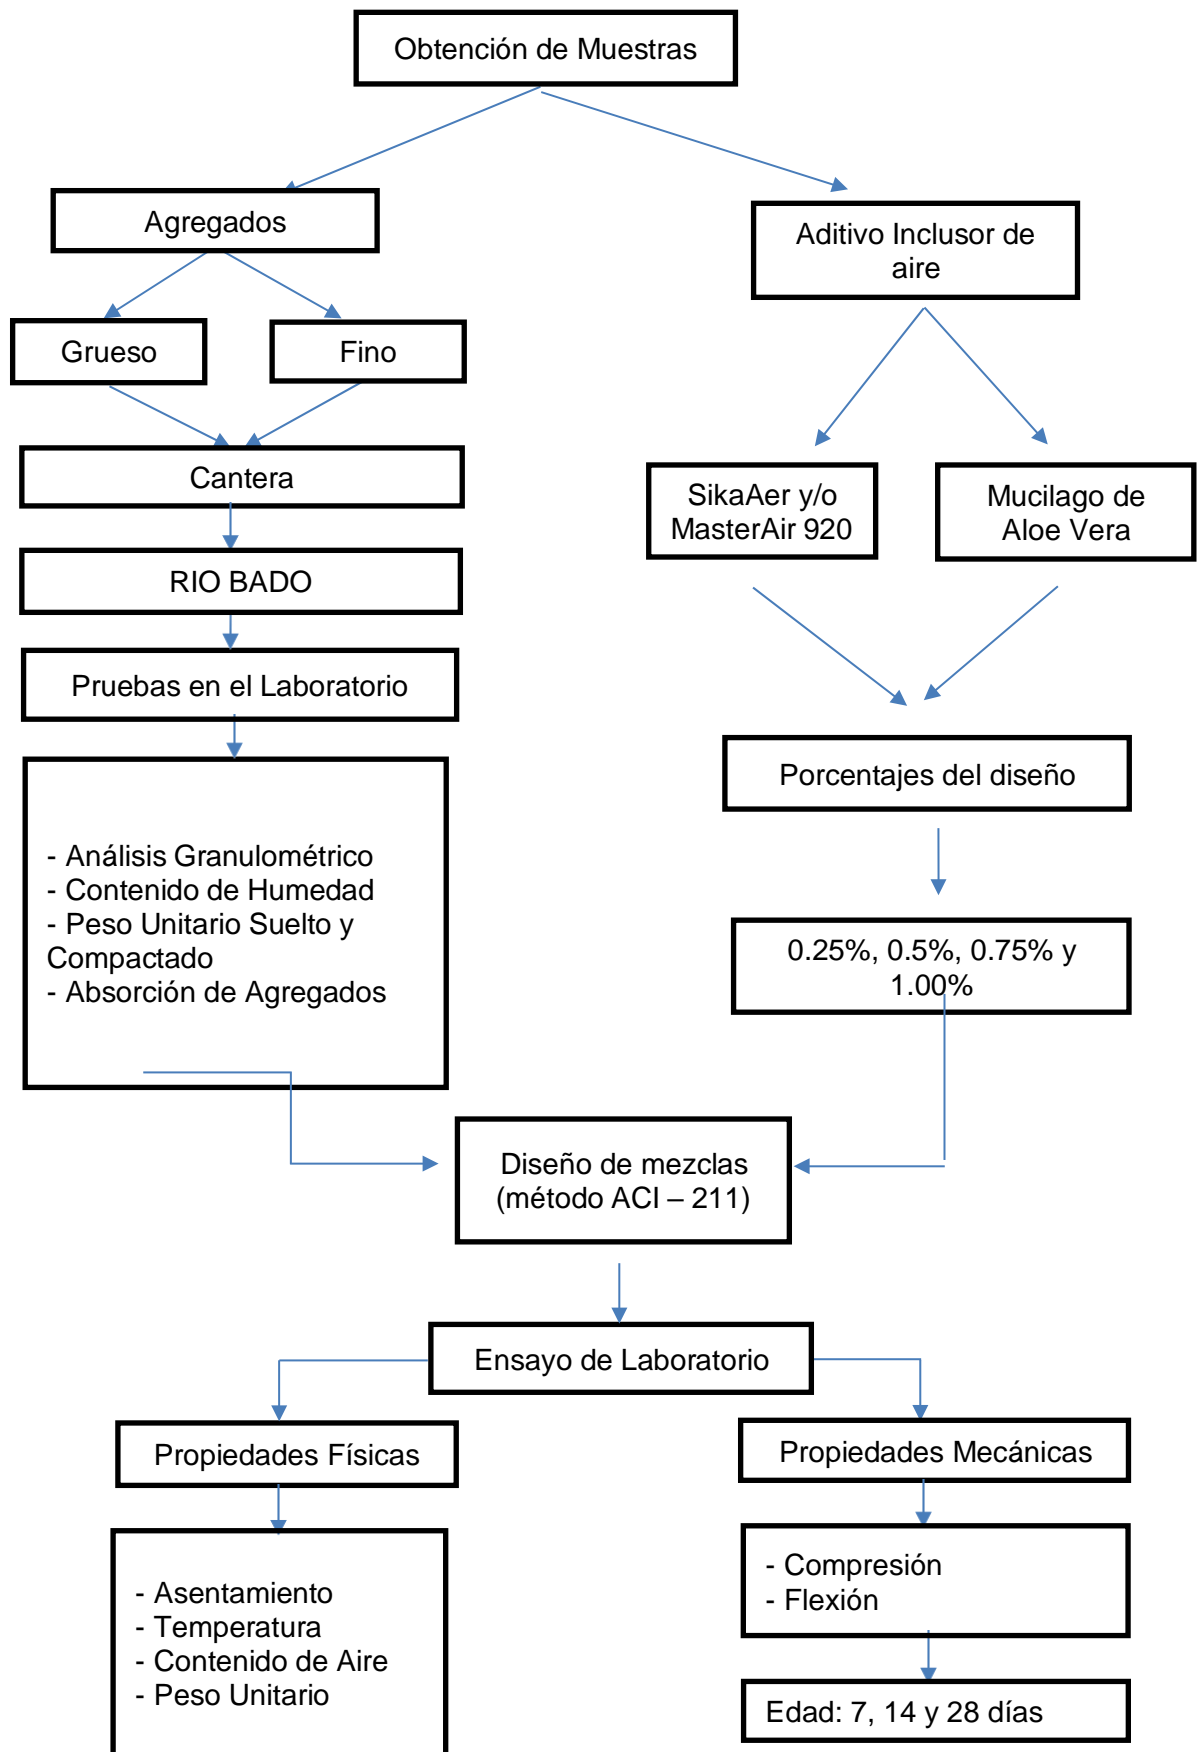 Obtención de Muestras
Agregados
Aditivo Inclusor de
aire
Grueso
Fino
Cantera
SikaAer y/o
MasterAir 920
Mucilago de
Aloe Vera
RIO BADO
Pruebas en el Laboratorio
Porcentajes del diseño
- Análisis Granulométrico
- Contenido de Humedad
- Peso Unitario Suelto y
Compactado
- Absorción de Agregados
0.25%, 0.5%, 0.75% y
1.00%
Diseño de mezclas
(método ACI – 211)
Ensayo de Laboratorio
Propiedades Físicas
Propiedades Mecánicas
- Asentamiento
- Temperatura
- Contenido de Aire
- Peso Unitario
- Compresión
- Flexión
Edad: 7, 14 y 28 días